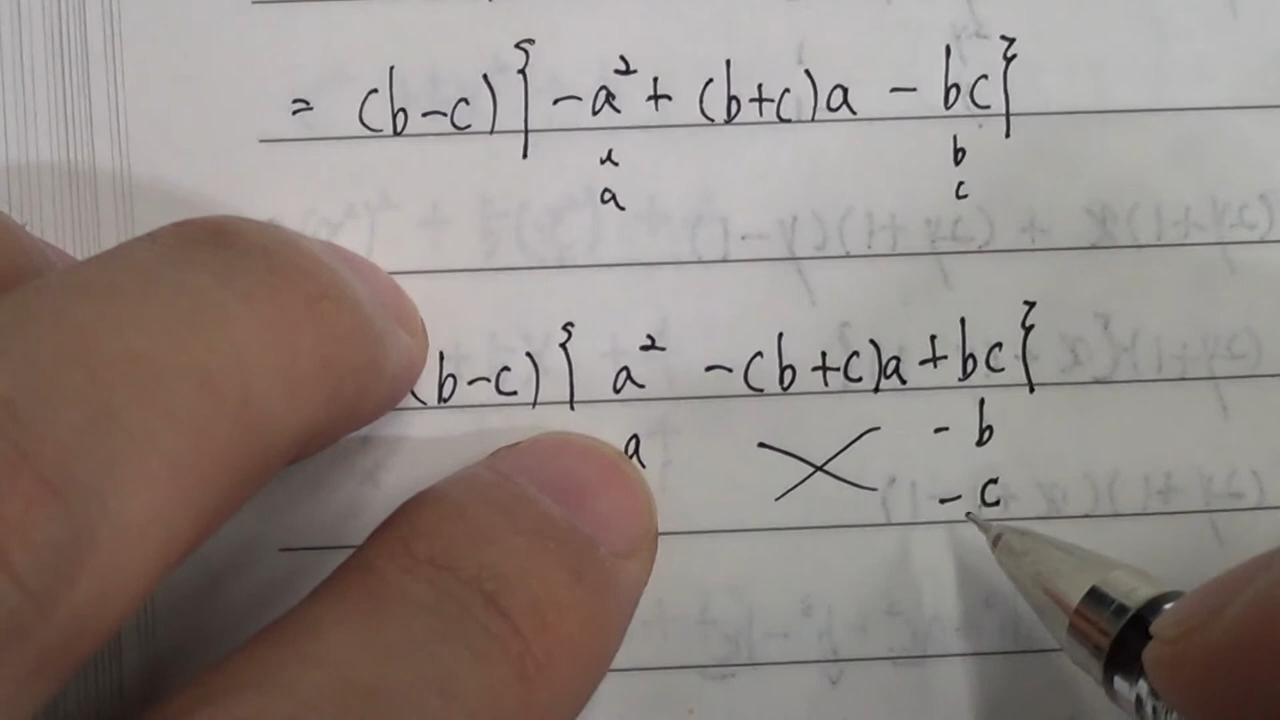 = (b-c){-a² + (b+c)a - bc}
a b
a c
(b-c){a² -(b+c)a+bc}
a - b
- c